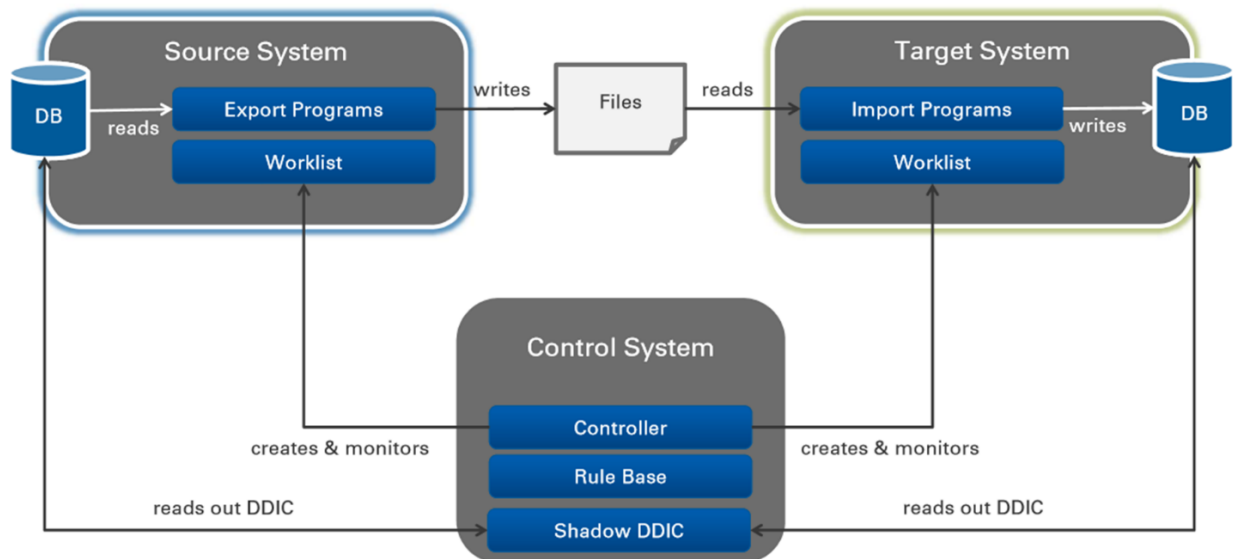 Source System
Target System
DB
reads
Export Programs
Worklist
writes
Files
reads
Import Programs
Worklist
writes
DB
Control System
Controller
creates & monitors
creates & monitors
Rule Base
reads out DDIC
reads out DDIC
Shadow DDIC